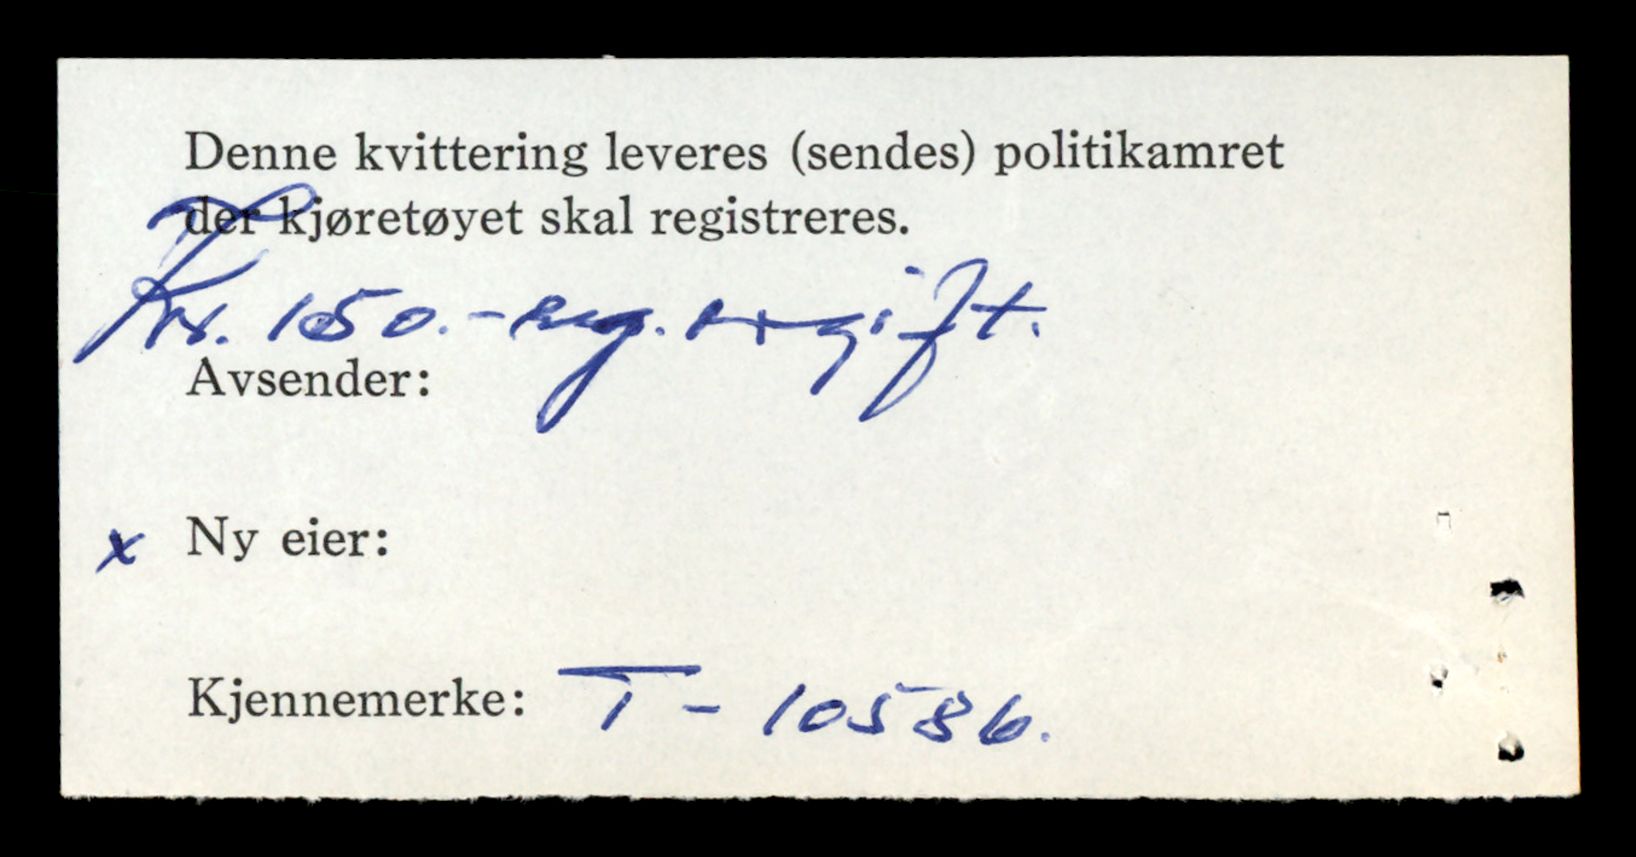 Denne kvittering leveres (sendes) politikamret
der kjøretøyet skal registreres.
Kr. 150.- reg. avgift.
Avsender:
x Ny eier:
Kjennemerke: T - 10586.